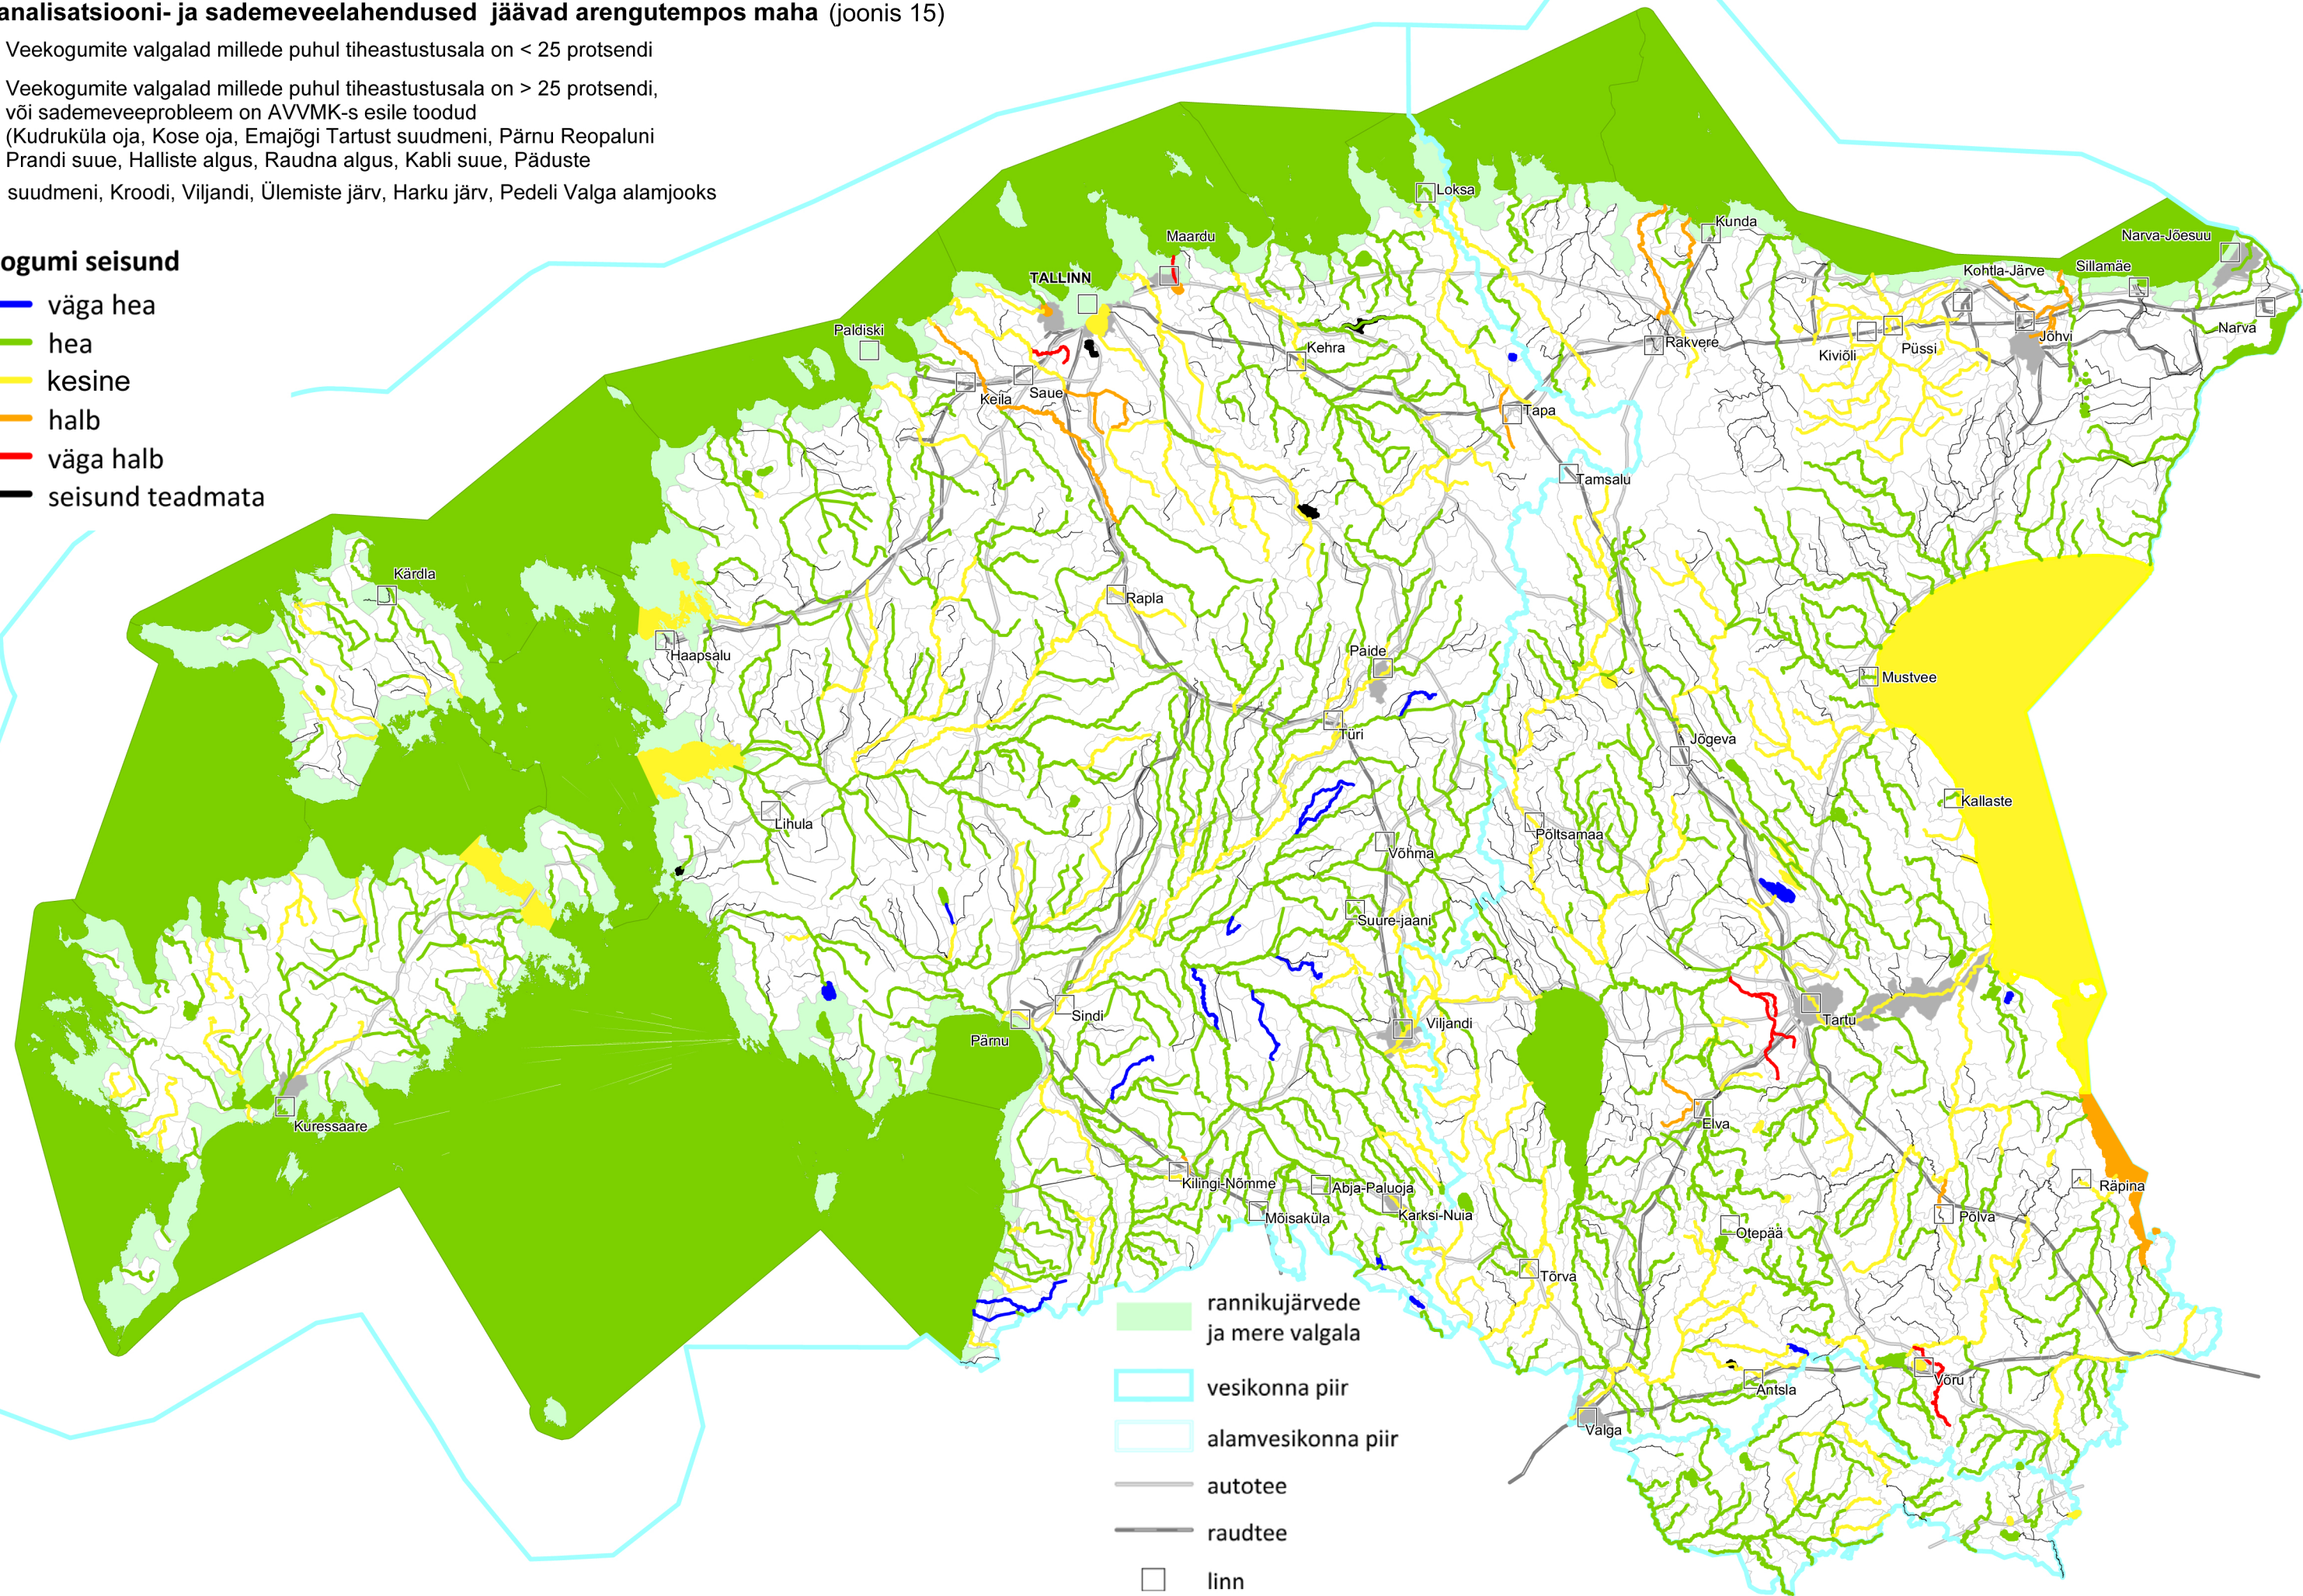 analisatsiooni- ja sademeveelahendused jäävad arengutempos maha (joonis 15)
Veekogumite valgalad millede puhul tiheastustusala on < 25 protsendi
Veekogumite valgalad millede puhul tiheastustusala on > 25 protsendi,
või sademeveeprobleem on AVVMK-s esile toodud
(Kudruküla oja, Kose oja, Emajõgi Tartust suudmeni, Pärnu Reopaluni
Prandi suue, Halliste algus, Raudna algus, Kabli suue, Päduste
suudmeni, Kroodi, Viljandi, Ülemiste järv, Harku järv, Pedeli Valga alamjooks
ogumi seisund
väga hea
hea
kesine
halb
väga halb
seisund teadmata
Loksa
Kunda
Narva-Jõesuu
Maardu
TALLINN
Kohtla-Järve
Sillamäe
Paldiski
Narva
Kehra
Rakvere
Kiviõli
Püssi
Jõhvi
Keila
Saue
Tapa
Tamsalu
Kärdla
Rapla
Haapsalu
Paide
Mustvee
Türi
Jõgeva
Lihula
Kallaste
Põltsamaa
Võhma
Suure-jaani
Sindi
Pärnu
Viljandi
Tartu
Kuressaare
Elva
Kilingi-Nõmme
Abja-Paluoja
Mõisaküla
Karksi-Nuia
Räpina
Põlva
Otepää
Tõrva
Antsla
Võru
Valga
rannikujärvede
ja mere valgala
vesikonna piir
alamvesikonna piir
autotee
raudtee
linn